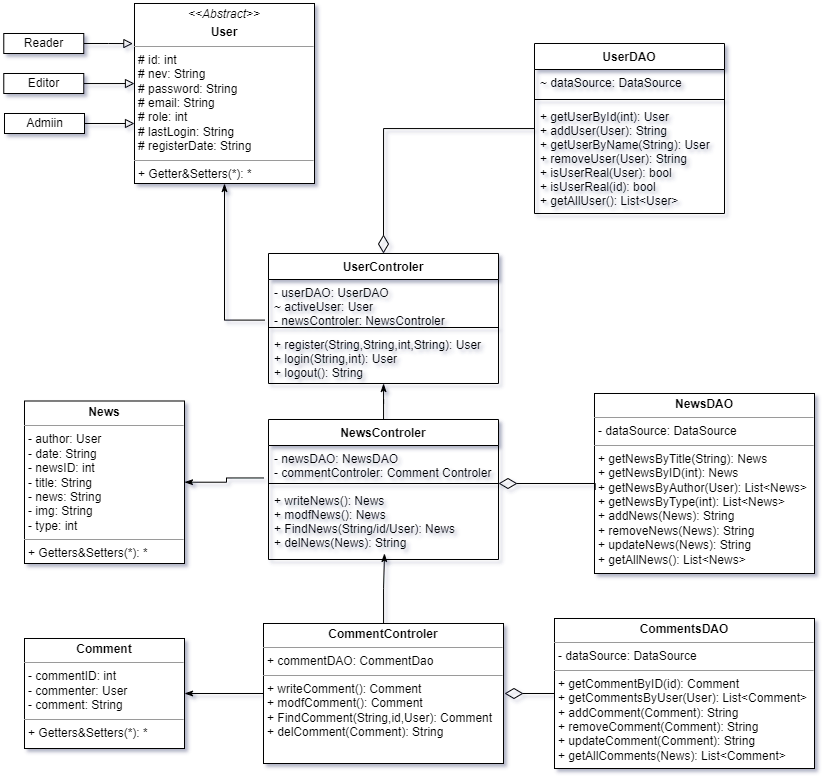 <<Abstract>>
User
# id: int
# nev: String
# password: String
# email: String
# role: int
# lastLogin: String
# registerDate: String
+ Getter&Setters(*): *
Reader
Editor
Admiin
UserDAO
~ dataSource: DataSource
+ getUserById(int): User
+ addUser(User): String
+ getUserByName(String): User
+ removeUser(User): String
+ isUserReal(User): bool
+ isUserReal(id): bool
+ getAllUser(): List<User>
UserControler
- userDAO: UserDAO
~ activeUser: User
- newsControler: NewsControler
+ register(String,String,int,String): User
+ login(String,int): User
+ logout(): String
News
- author: User
- date: String
- newsID: int
- title: String
- news: String
- img: String
- type: int
+ Getters&Setters(*): *
NewsControler
- newsDAO: NewsDAO
- commentControler: Comment Controler
+ writeNews(): News
+ modfNews(): News
+ FindNews(String/id/User): News
+ delNews(News): String
NewsDAO
- dataSource: DataSource
+ getNewsByTitle(String): News
+ getNewsByID(int): News
+ getNewsByAuthor(User): List<News>
+ getNewsByType(int): List<News>
+ addNews(News): String
+ removeNews(News): String
+ updateNews(News): String
+ getAllNews(): List<News>
Comment
- commentID: int
- commenter: User
- comment: String
+ Getters&Setters(*): *
CommentControler
+ commentDAO: CommentDao
+ writeComment(): Comment
+ modfComment(): Comment
+ FindComment(String,id,User): Comment
+ delComment(Comment): String
CommentsDAO
- dataSource: DataSource
+ getCommentByID(id): Comment
+ getCommentsByUser(User): List<Comment>
+ addComment(Comment): String
+ removeComment(Comment): String
+ updateComment(Comment): String
+ getAllComments(News): List<Comment>